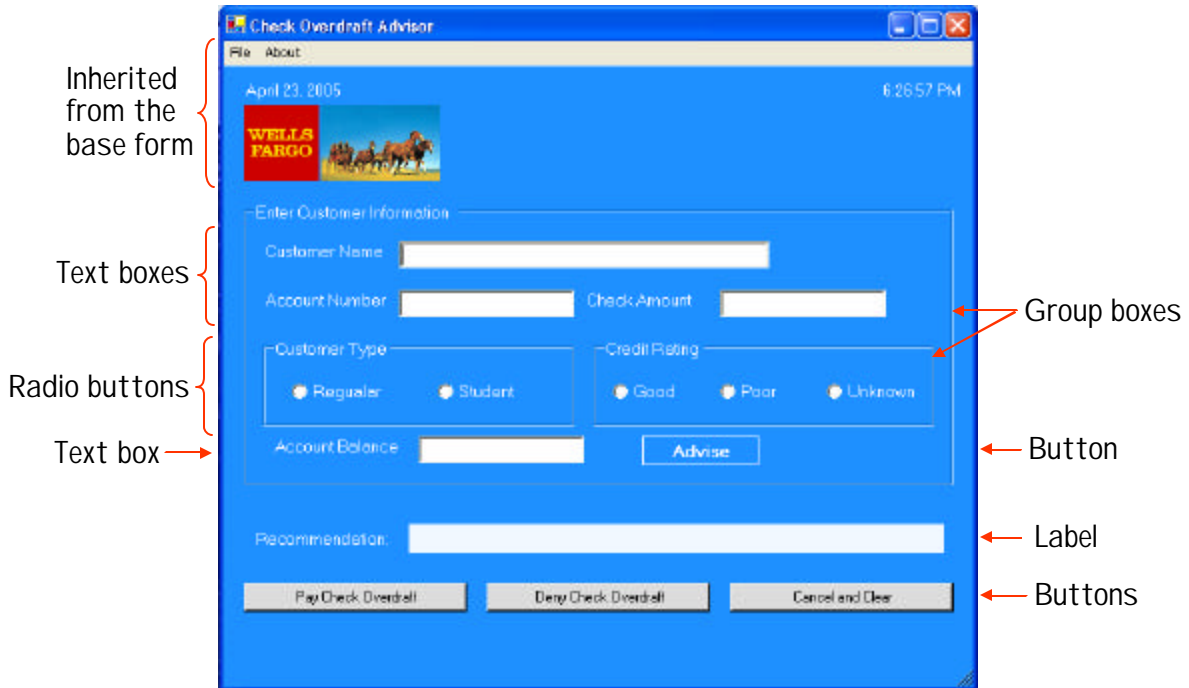 Check Overdraft Advisor
File About
Inherited
from the
base form
April 23, 2005
6:26:57 PM
WELLS
FARGO
Enter Customer Information
Text boxes
Customer Name
Account Number
Check Amount
Group boxes
Radio buttons
Customer Type
Credit Rating
Regualer
Student
Good
Poor
Unknown
Text box
Account Balance
Advise
Button
Recommendation:
Label
Pay Check Overdraft
Deny Check Overdraft
Cancel and Clear
Buttons